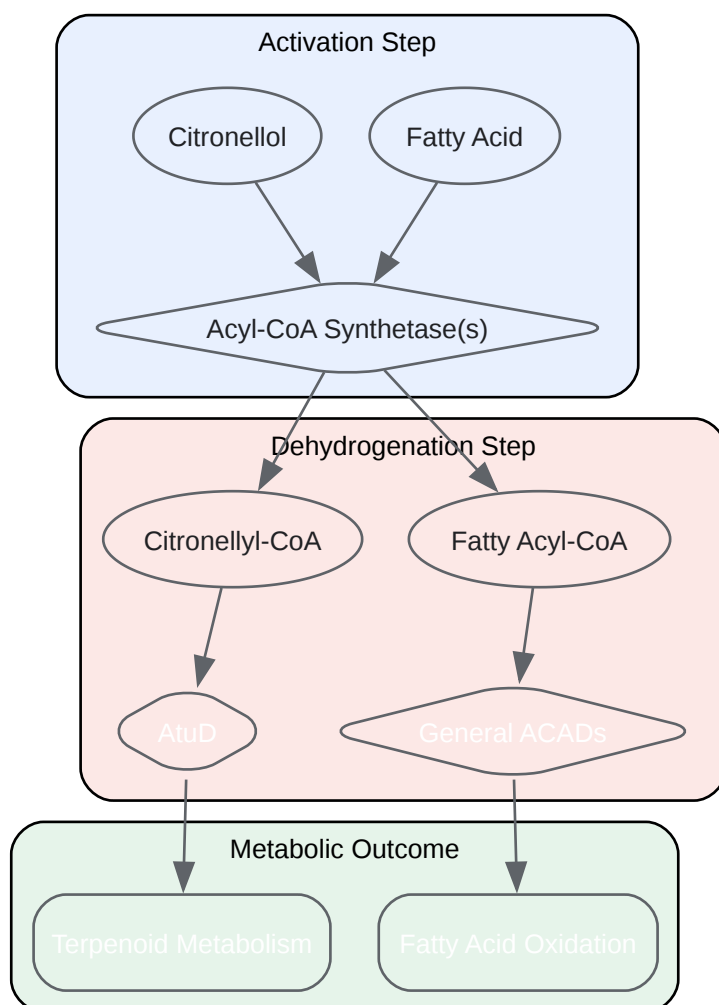 Activation Step
Citronellol
Fatty Acid
Acyl-CoA Synthetase(s)
Dehydrogenation Step
Citronellyl-CoA
Fatty Acyl-CoA
AtuD
General ACADs
Metabolic Outcome
Terpenoid Metabolism
Fatty Acid Oxidation